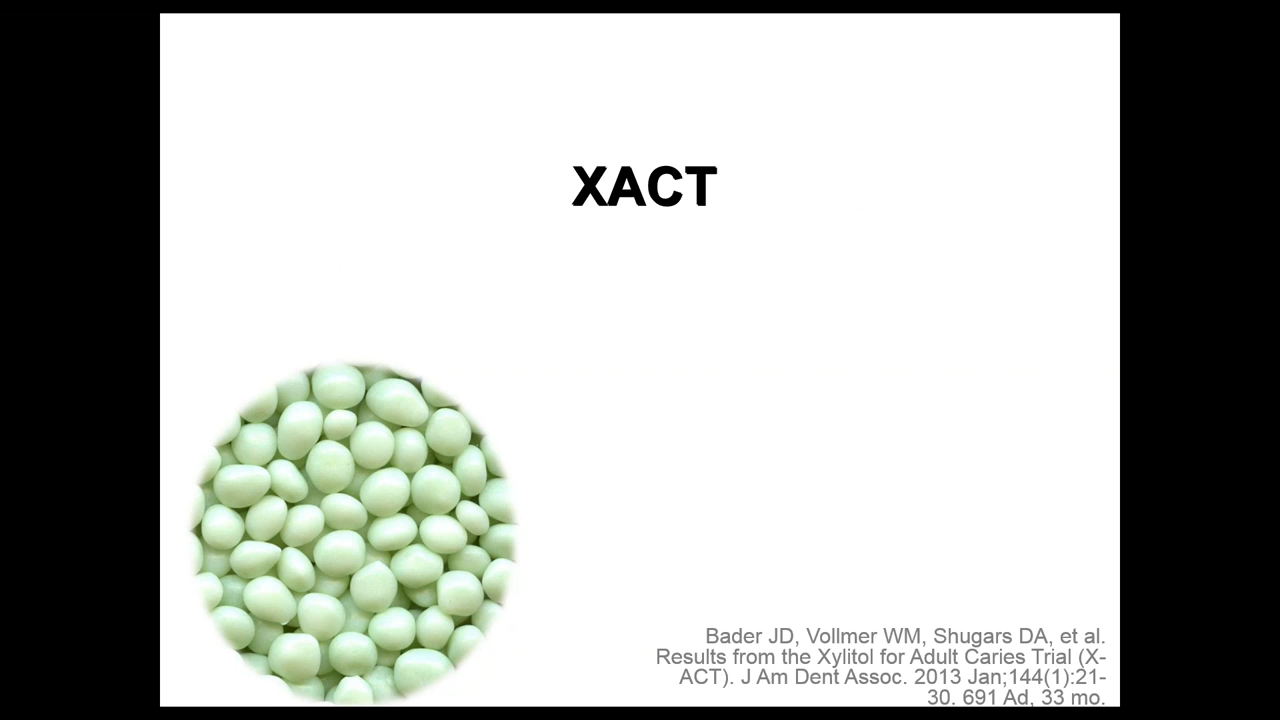 XACT
Bader JD, Vollmer WM, Shugars DA, et al.
Results from the Xylitol for Adult Caries Trial (X-
ACT). J Am Dent Assoc. 2013 Jan;144(1):21-
30. 691 Ad, 33 mo.